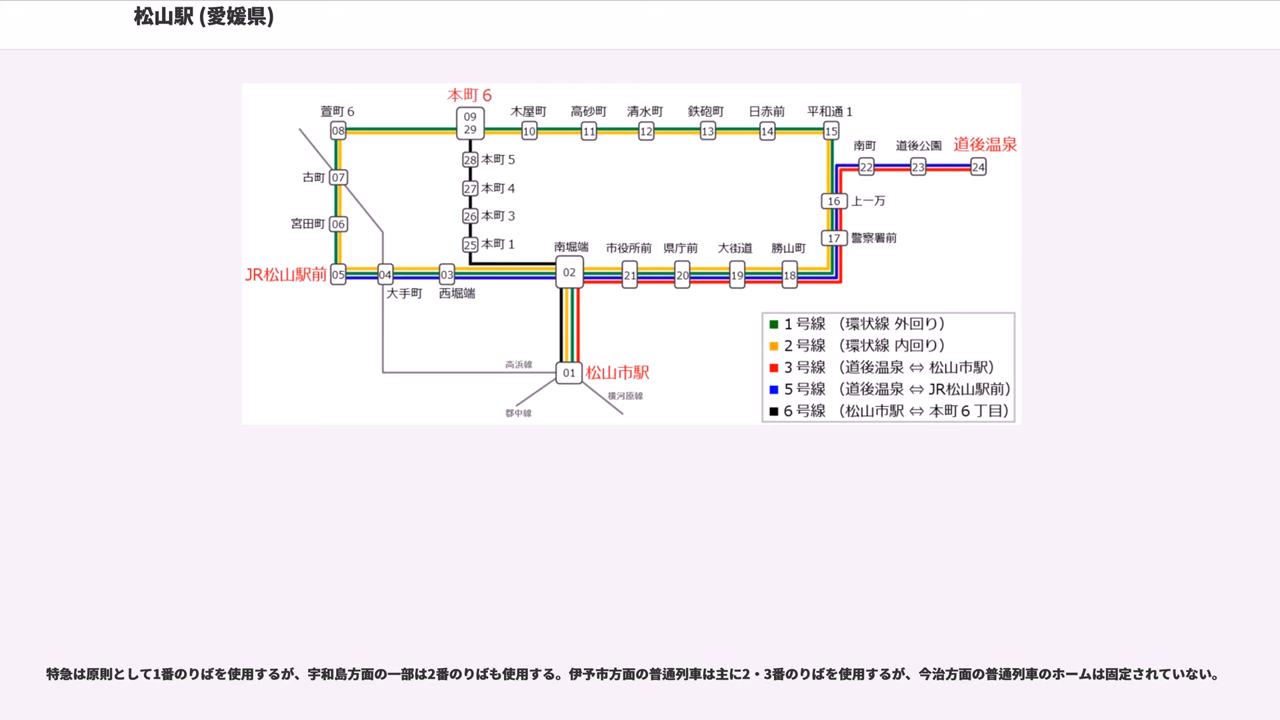 松山駅 (愛媛県)
本町6
萱町6
木屋町
高砂町
清水町
鉄砲町
日赤前
平和通1
08
09
29
10
11
12
13
14
15
南町
道後公園
道後温泉
22
23
24
古町
07
28
本町5
27
本町4
16
上一万
宮田町
06
26
本町3
17
警察署前
25
本町1
南堀端
市役所前
県庁前
大街道
勝山町
JR松山駅前
05
04
03
02
21
20
19
18
大手町
西堀端
高浜線
01
松山市駅
横河原線
郡中線
1号線 (環状線 外回り)
2号線 (環状線 内回り)
3号線 (道後温泉 ⇔ 松山市駅)
5号線 (道後温泉 ⇔ JR松山駅前)
6号線 (松山市駅 ⇔ 本町6丁目)
特急は原則として1番のりばを使用するが、宇和島方面の一部は2番のりばも使用する。伊予市方面の普通列車は主に2・3番のりばを使用するが、今治方面の普通列車のホームは固定されていない。